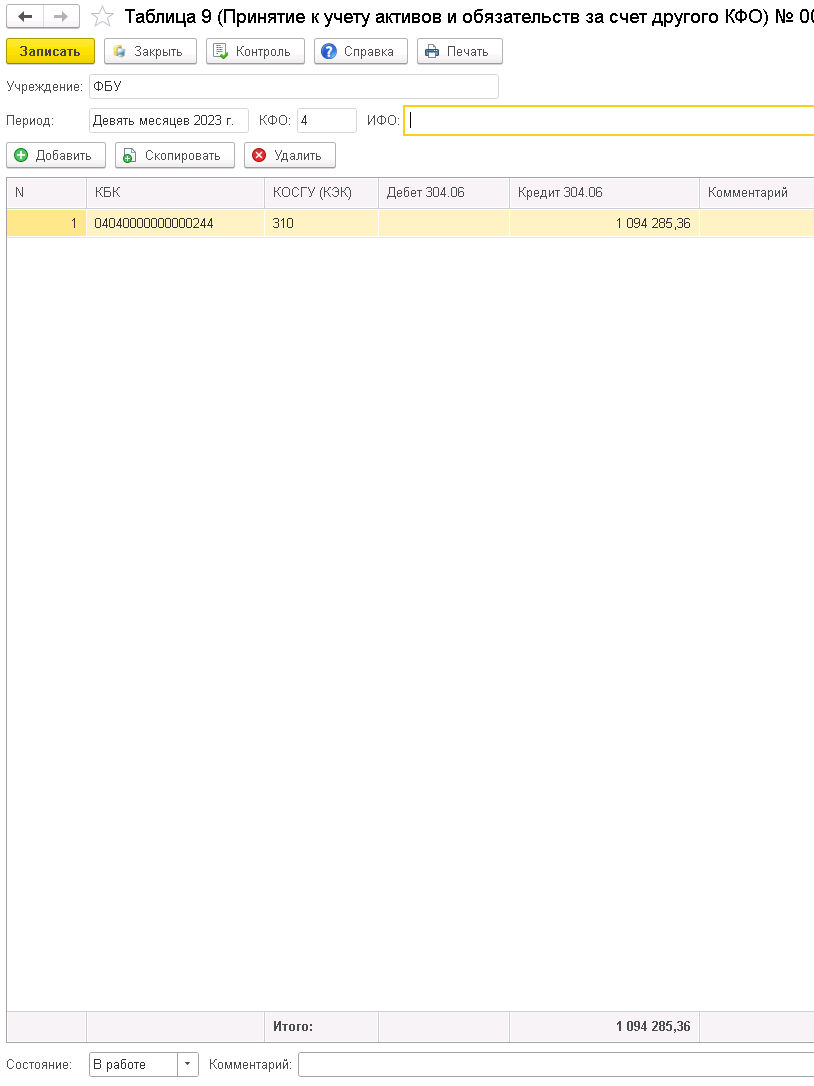 Таблица 9 (Принятие к учету активов и обязательств за счет другого КФО) № 00
Записать Закрыть Контроль Справка Печать
Учреждение: ФБУ
Период: Девять месяцев 2023 г. КФО: 4 ИФО:
Добавить Скопировать Удалить
N КБК КОСГУ (КЭК) Дебет 304.06 Кредит 304.06 Комментарий
1 04040000000000244 310 1 094 285,36
Итого: 1 094 285,36
Состояние: В работе Комментарий: